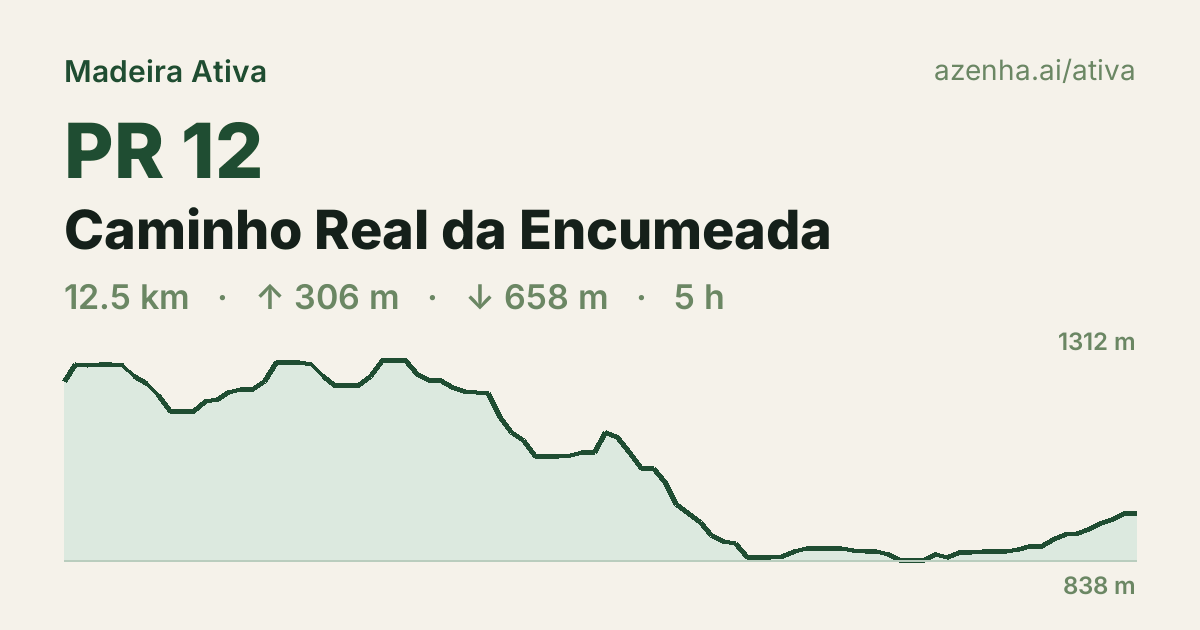 Madeira Ativa
azenha.ai/ativa
PR 12
Caminho Real da Encumeada
12.5 km · ↑ 306 m · ↓ 658 m · 5 h
1312 m
838 m